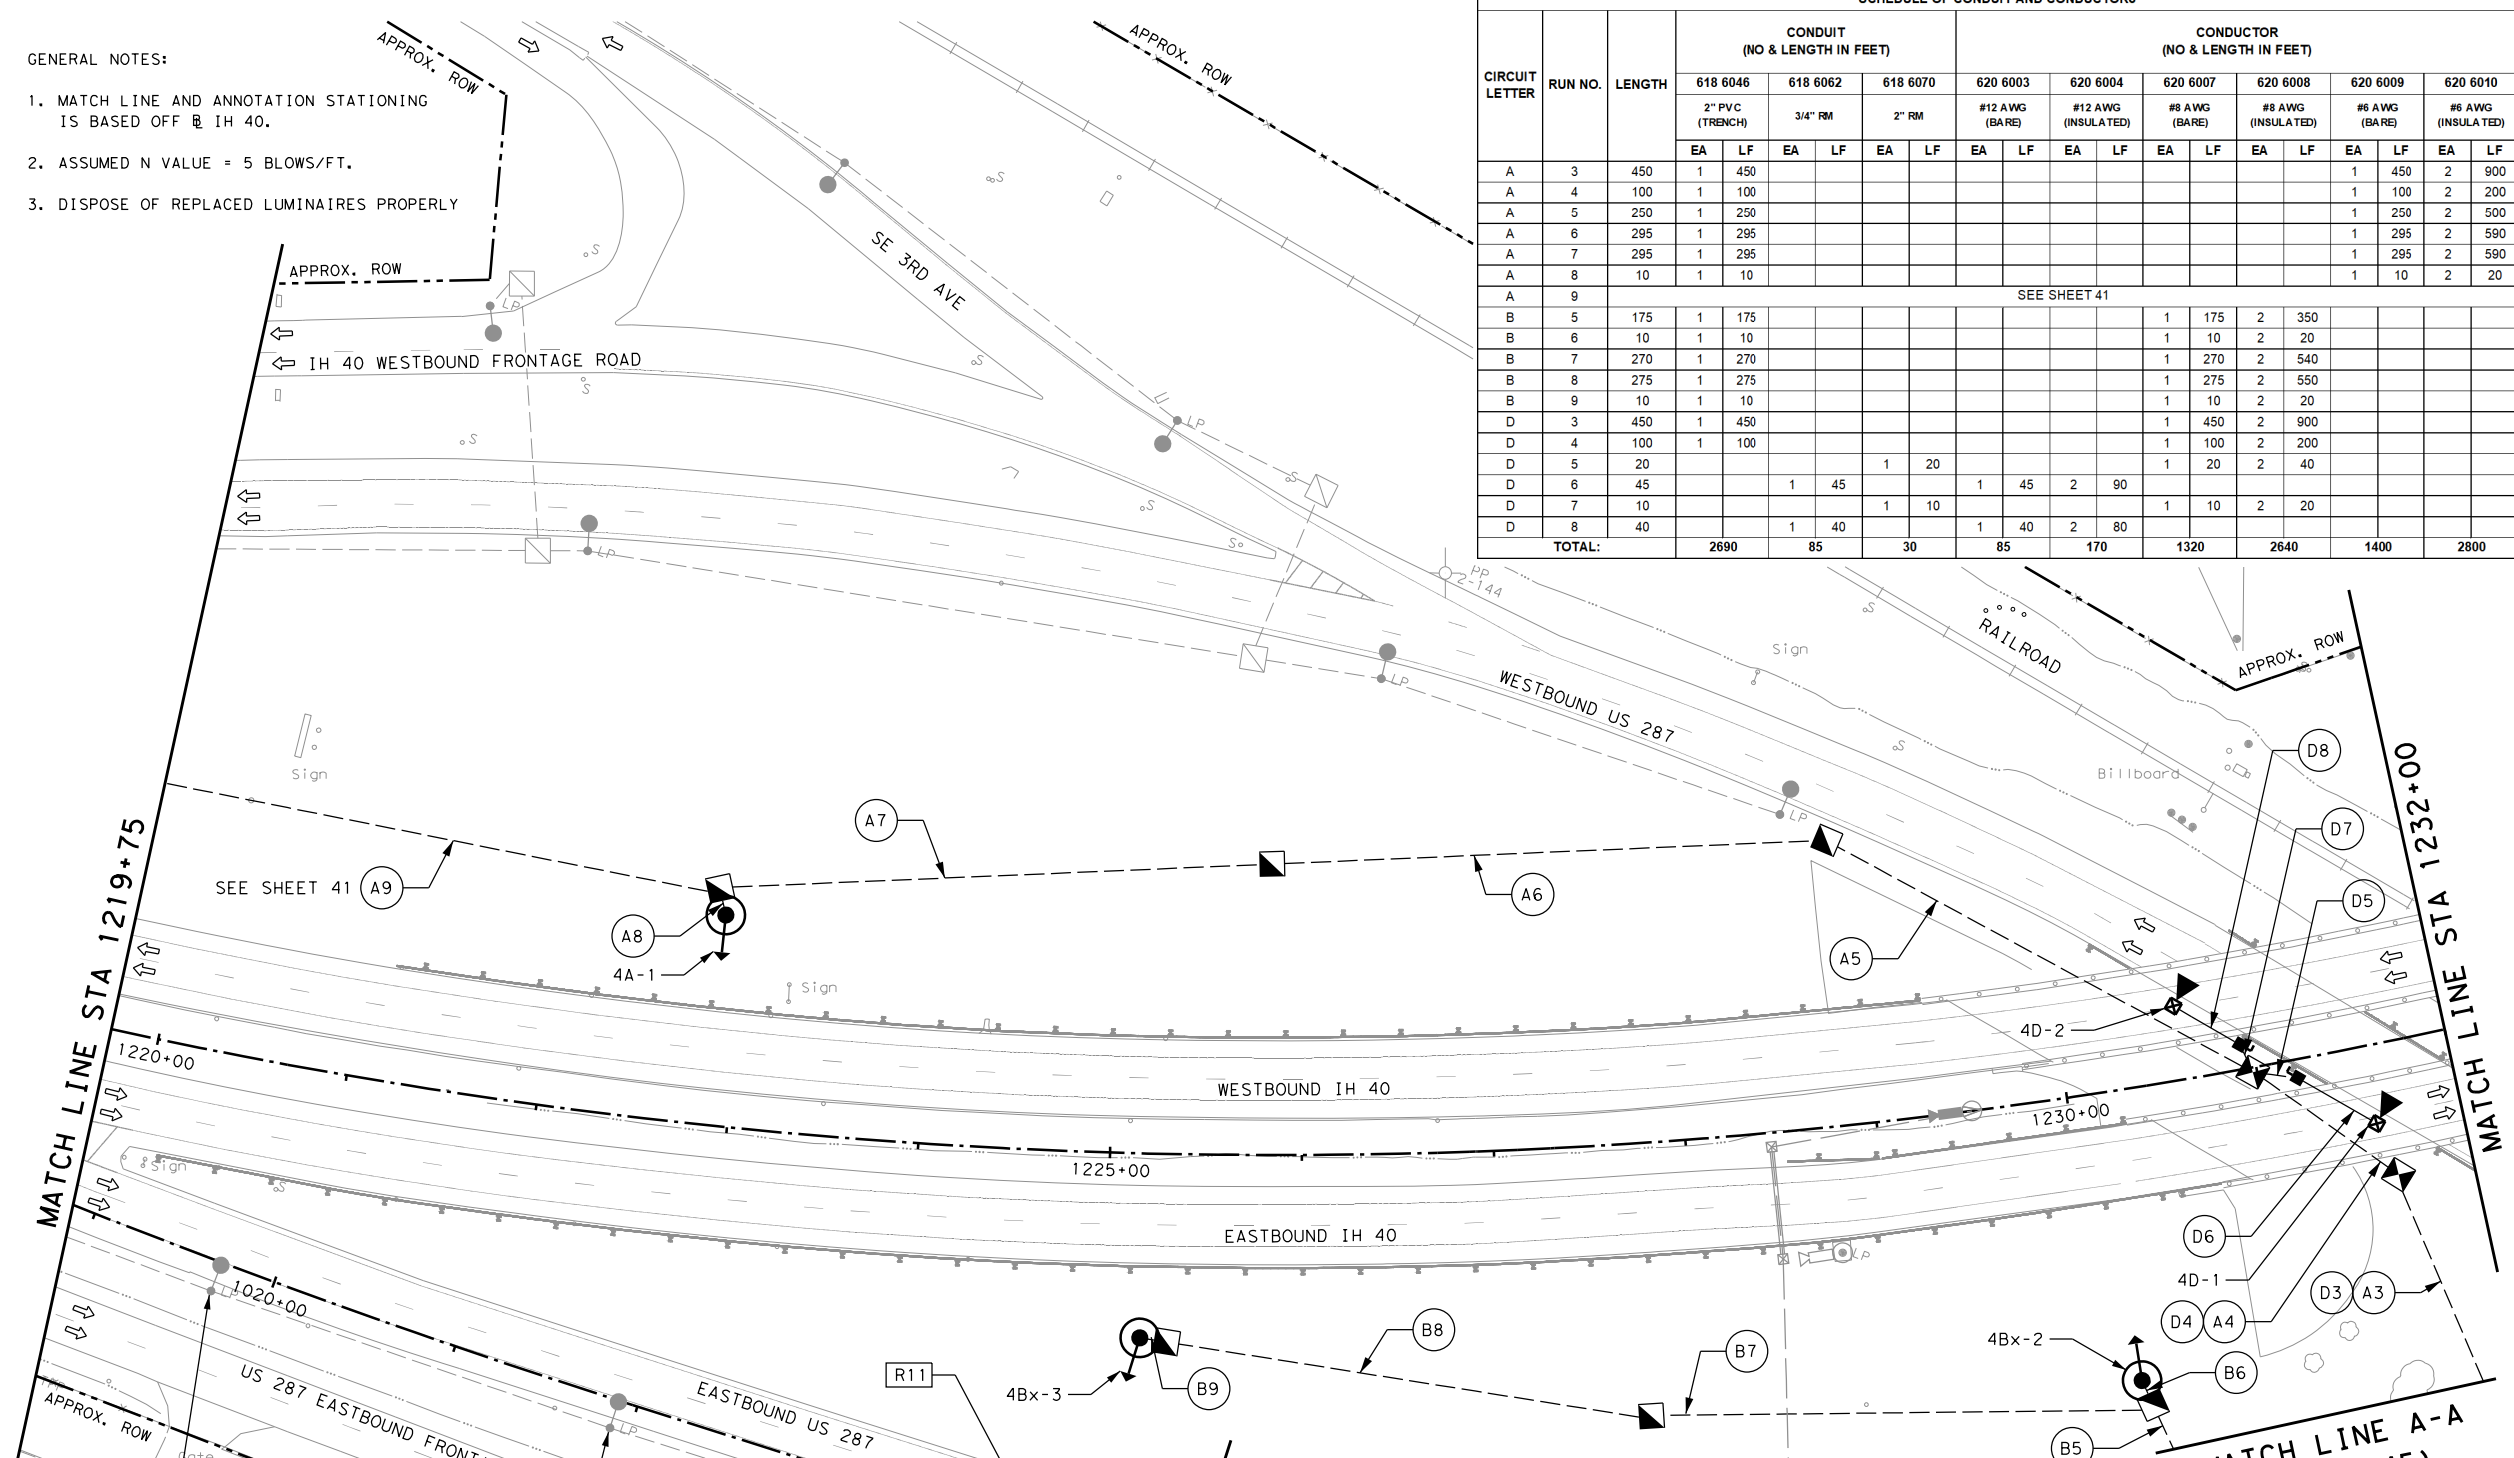 GENERAL NOTES:
1. MATCH LINE AND ANNOTATION STATIONING
IS BASED OFF ℄ IH 40.
2. ASSUMED N VALUE = 5 BLOWS/FT.
3. DISPOSE OF REPLACED LUMINAIRES PROPERLY
SCHEDULE OF CONDUIT AND CONDUCTORS
CIRCUIT LETTER RUN NO. LENGTH CONDUIT (NO & LENGTH IN FEET) CONDUCTOR (NO & LENGTH IN FEET)
618 6046 618 6062 618 6070 620 6003 620 6004 620 6007 620 6008 620 6009 620 6010
2" PVC (TRENCH) 3/4" RM 2" RM #12 AWG (BARE) #12 AWG (INSULATED) #8 AWG (BARE) #8 AWG (INSULATED) #6 AWG (BARE) #6 AWG (INSULATED)
EA LF EA LF EA LF EA LF EA LF EA LF EA LF EA LF EA LF
A 3 450 1 450 1 450 2 900
A 4 100 1 100 1 100 2 200
A 5 250 1 250 1 250 2 500
A 6 295 1 295 1 295 2 590
A 7 295 1 295 1 295 2 590
A 8 10 1 10 1 10 2 20
A 9 SEE SHEET 41
B 5 175 1 175 1 175 2 350
B 6 10 1 10 1 10 2 20
B 7 270 1 270 1 270 2 540
B 8 275 1 275 1 275 2 550
B 9 10 1 10 1 10 2 20
D 3 450 1 450 1 450 2 900
D 4 100 1 100 1 100 2 200
D 5 20 1 20 1 20 2 40
D 6 45 1 45 1 45 2 90
D 7 10 1 10 1 10 2 20
D 8 40 1 40 1 40 2 80
TOTAL: 2690 85 30 85 170 1320 2640 1400 2800
APPROX. ROW
APPROX. ROW
APPROX. ROW
S
S
LP
SE 3RD AVE
IH 40 WESTBOUND FRONTAGE ROAD
S
S
S
LP
S
S
S
LP
PP
2-144
LP
WESTBOUND US 287
Sign
S
RAILROAD
APPROX. ROW
S
S
Billboard
LP
Sign
MATCH LINE STA 1219+75
MATCH LINE STA 1232+00
D8
D7
D5
A7
A6
A5
SEE SHEET 41 A9
A8
4A-1
Sign
4D-2
1220+00
WESTBOUND IH 40
1225+00
1230+00
Sign
S
EASTBOUND IH 40
LP
D6
4D-1
D3 A3
D4 A4
LP
1020+00
B8
B7
4Bx-2
B6
R11
4Bx-3
B9
B5
APPROX. ROW
US 287 EASTBOUND
EASTBOUND US 287
LP
MATCH LINE A-A